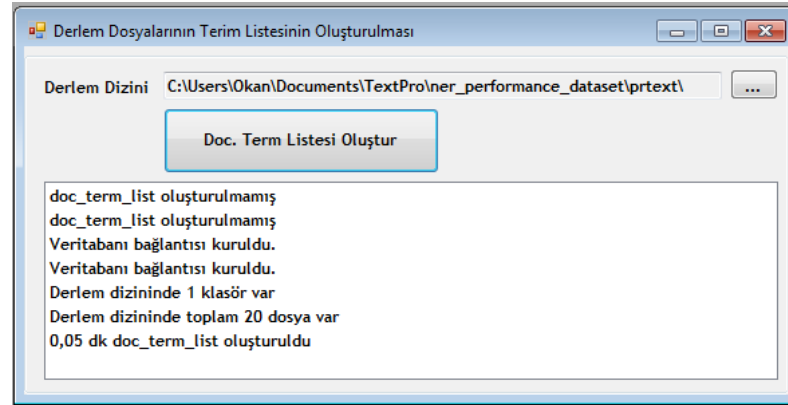 Derlem Dosyalarının Terim Listesinin Oluşturulması
Derlem Dizini C:\Users\Okan\Documents\TextPro\ner_performance_dataset\prtext\ ...
Doc. Term Listesi Oluştur
doc_term_list oluşturulmamış
doc_term_list oluşturulmamış
Veritabanı bağlantısı kuruldu.
Veritabanı bağlantısı kuruldu.
Derlem dizininde 1 klasör var
Derlem dizininde toplam 20 dosya var
0,05 dk doc_term_list oluşturuldu